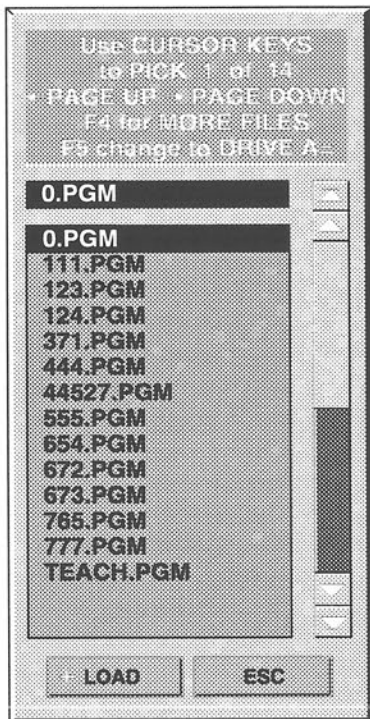 Use CURSOR KEYS
to PICK 1 of 14
• PAGE UP • PAGE DOWN
F4 for MORE FILES
F5 change to DRIVE A=
0.PGM
0.PGM
111.PGM
123.PGM
124.PGM
371.PGM
444.PGM
44527.PGM
555.PGM
654.PGM
672.PGM
673.PGM
765.PGM
777.PGM
TEACH.PGM
LOAD ESC